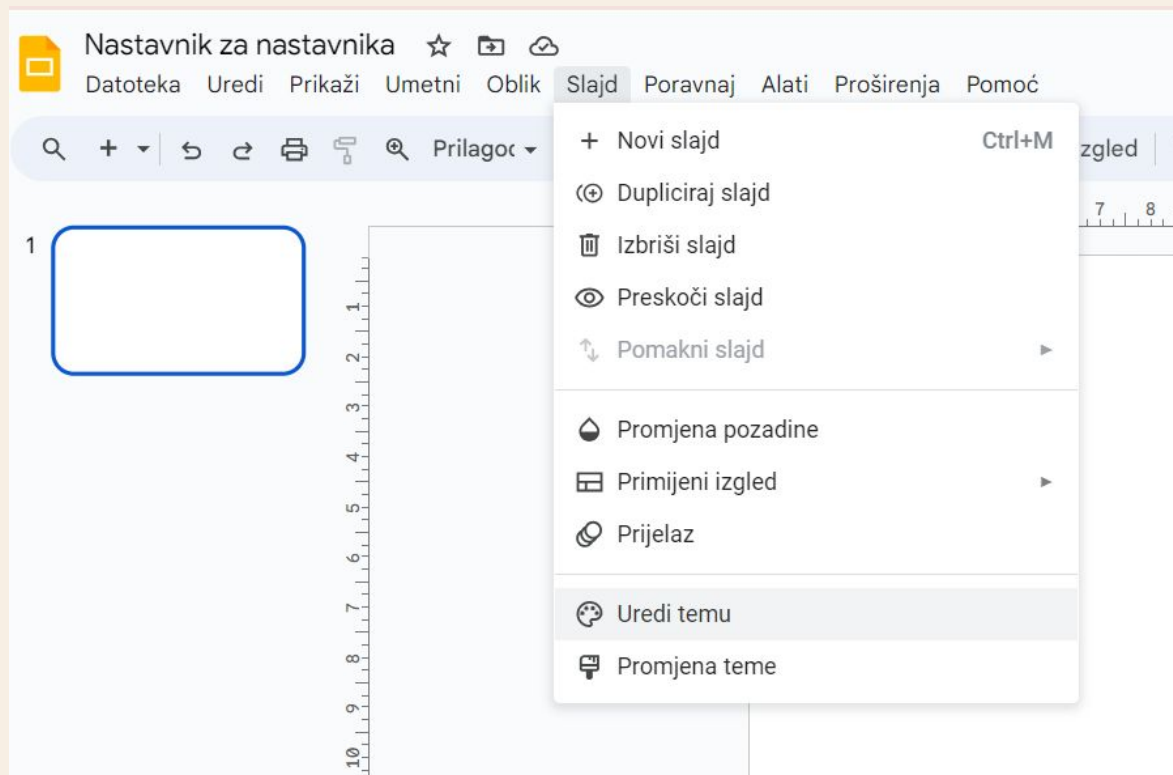 Nastavnik za nastavnika
Datoteka Uredi Prikaži Umetni Oblik Slajd Poravnaj Alati Proširenja Pomoć
Prilagoc zgled
7 8
+ Novi slajd Ctrl+M
Dupliciraj slajd
Izbriši slajd
Preskoči slajd
Pomakni slajd
Promjena pozadine
Primijeni izgled
Prijelaz
Uredi temu
Promjena teme
1
1
2
3
4
5
6
7
8
9
10